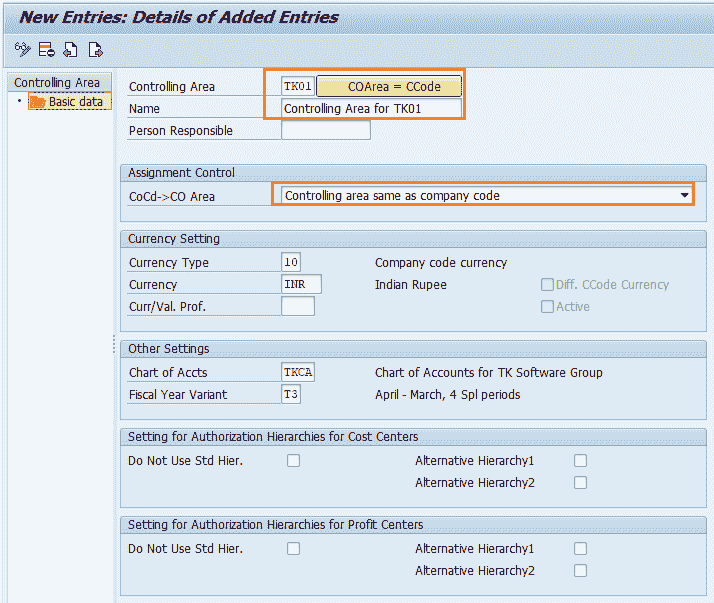 New Entries: Details of Added Entries
Controlling Area
Basic data
Controlling Area TK01 COArea = CCode
Name Controlling Area for TK01
Person Responsible
Assignment Control
CoCd->CO Area Controlling area same as company code
Currency Setting
Currency Type 10 Company code currency
Currency INR Indian Rupee Diff. CCode Currency
Curr/Val. Prof. Active
Other Settings
Chart of Accts TKCA Chart of Accounts for TK Software Group
Fiscal Year Variant T3 April - March, 4 Spl periods
Setting for Authorization Hierarchies for Cost Centers
Do Not Use Std Hier. Alternative Hierarchy1
Alternative Hierarchy2
Setting for Authorization Hierarchies for Profit Centers
Do Not Use Std Hier. Alternative Hierarchy1
Alternative Hierarchy2